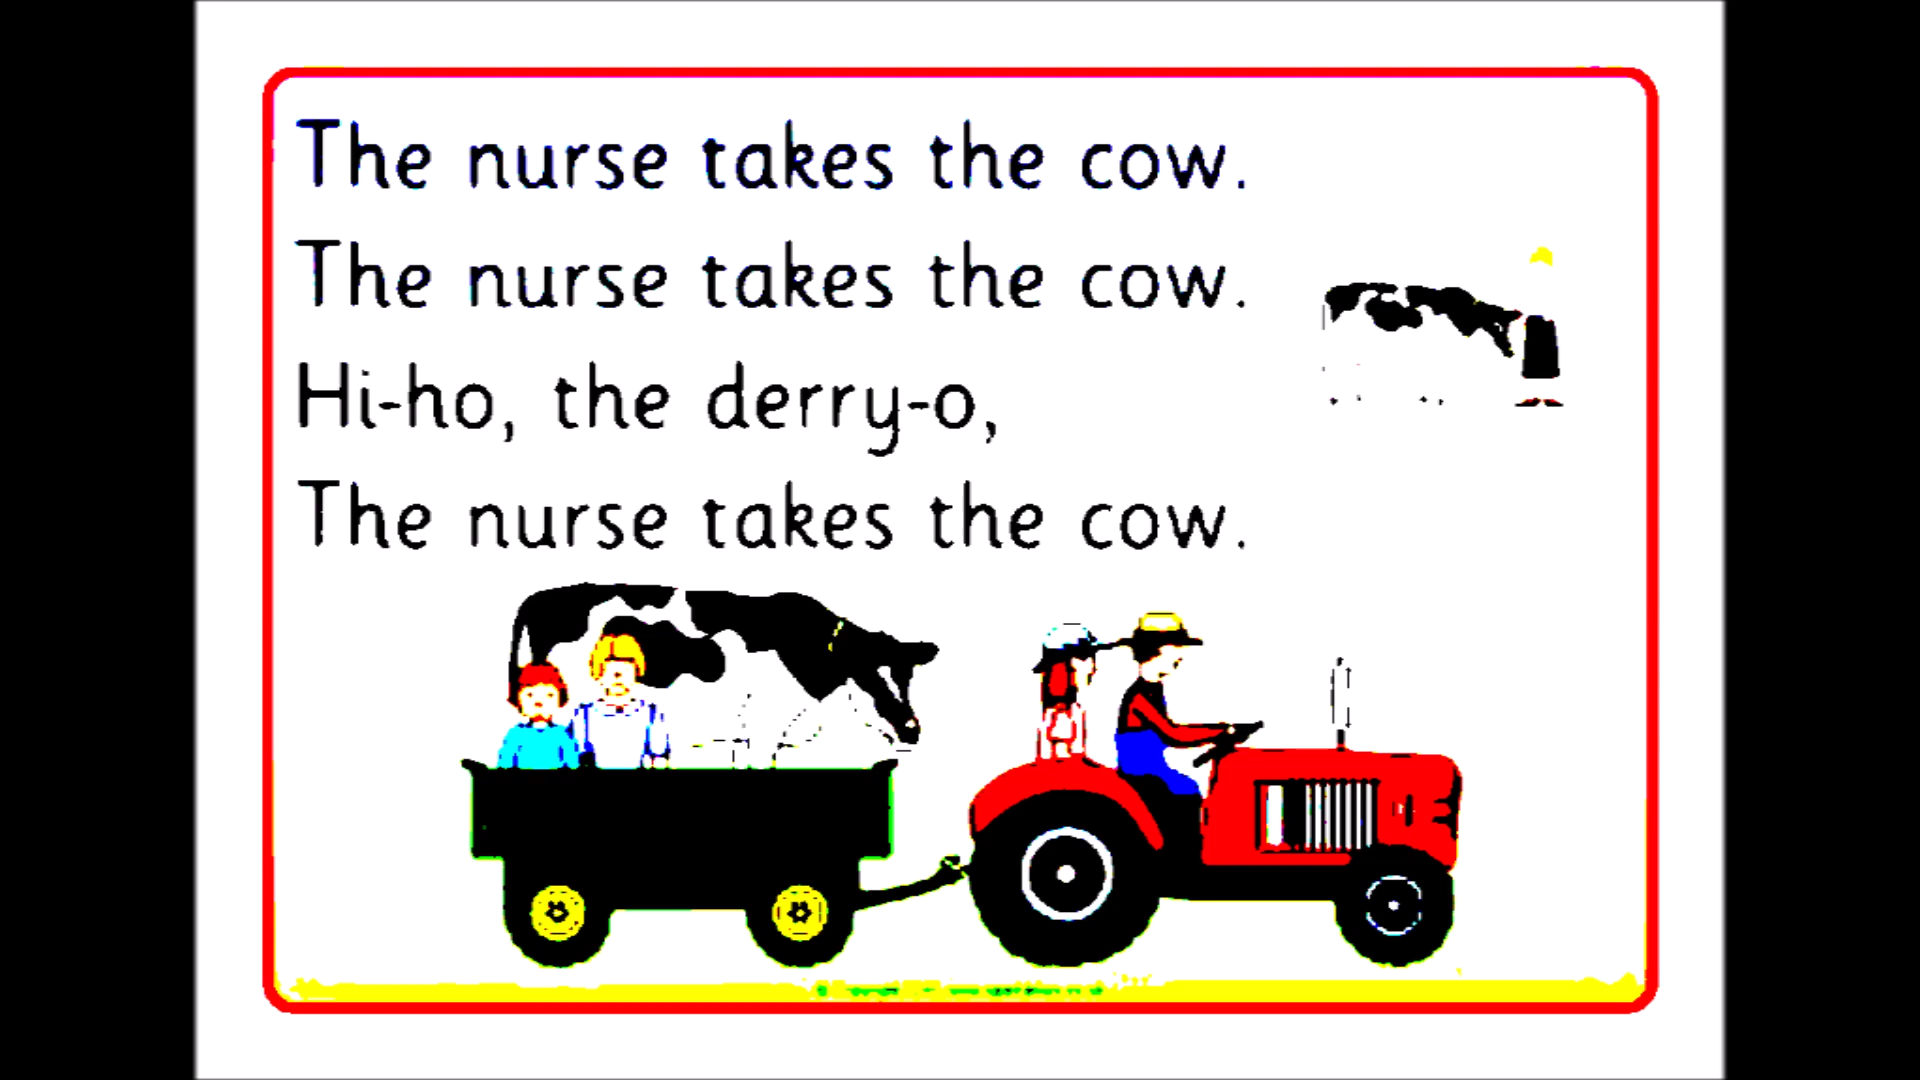 The nurse takes the cow.
The nurse takes the cow.
Hi-ho, the derry-o,
The nurse takes the cow.